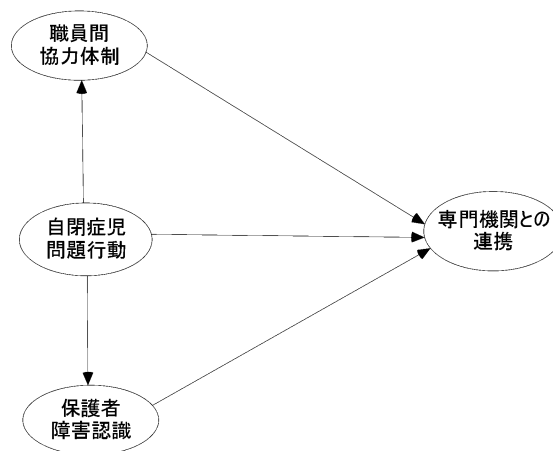 職員間
協力体制
自閉症児
問題行動
専門機関との
連携
保護者
障害認識